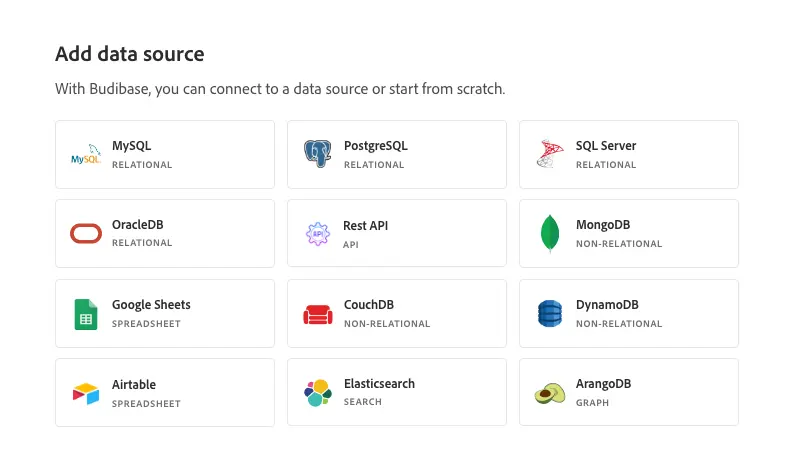 Add data source
With Budibase, you can connect to a data source or start from scratch.
MySQL
MySQL
RELATIONAL
PostgreSQL
RELATIONAL
SQL Server
RELATIONAL
OracleDB
RELATIONAL
API
Rest API
API
MongoDB
NON-RELATIONAL
Google Sheets
SPREADSHEET
CouchDB
NON-RELATIONAL
DynamoDB
NON-RELATIONAL
Airtable
SPREADSHEET
Elasticsearch
SEARCH
ArangoDB
GRAPH